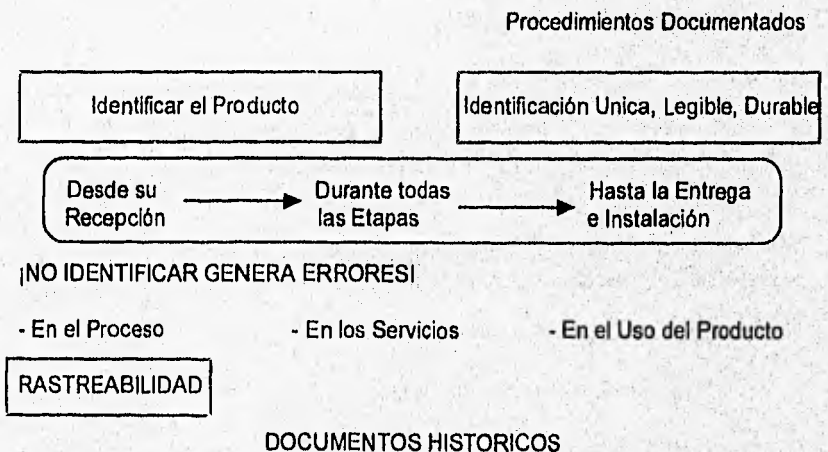 Procedimientos Documentados
Identificar el Producto
Identificación Unica, Legible, Durable
Desde su Recepción
Durante todas las Etapas
Hasta la Entrega e Instalación
¡NO IDENTIFICAR GENERA ERRORES!
- En el Proceso
- En los Servicios
- En el Uso del Producto
RASTREABILIDAD
DOCUMENTOS HISTORICOS